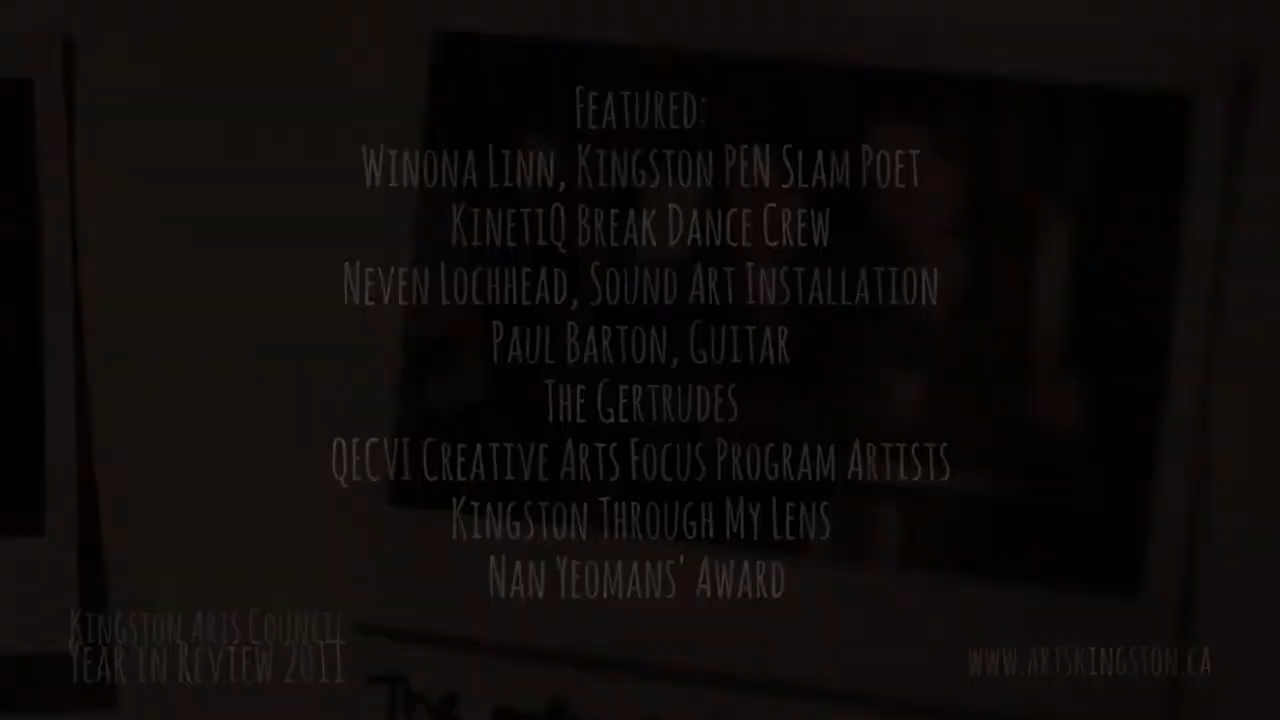 Featured:
Winona Linn, Kingston PEN Slam Poet
KinetiQ Break Dance Crew
Neven Lochhead, Sound Art Installation
Paul Barton, Guitar
The Gertrudes
QECVI Creative Arts Focus Program Artists
Kingston Through My Lens
Nan Yeomans' Award
Kingston Arts Council
Year in Review 2011
www.artskingston.ca
The